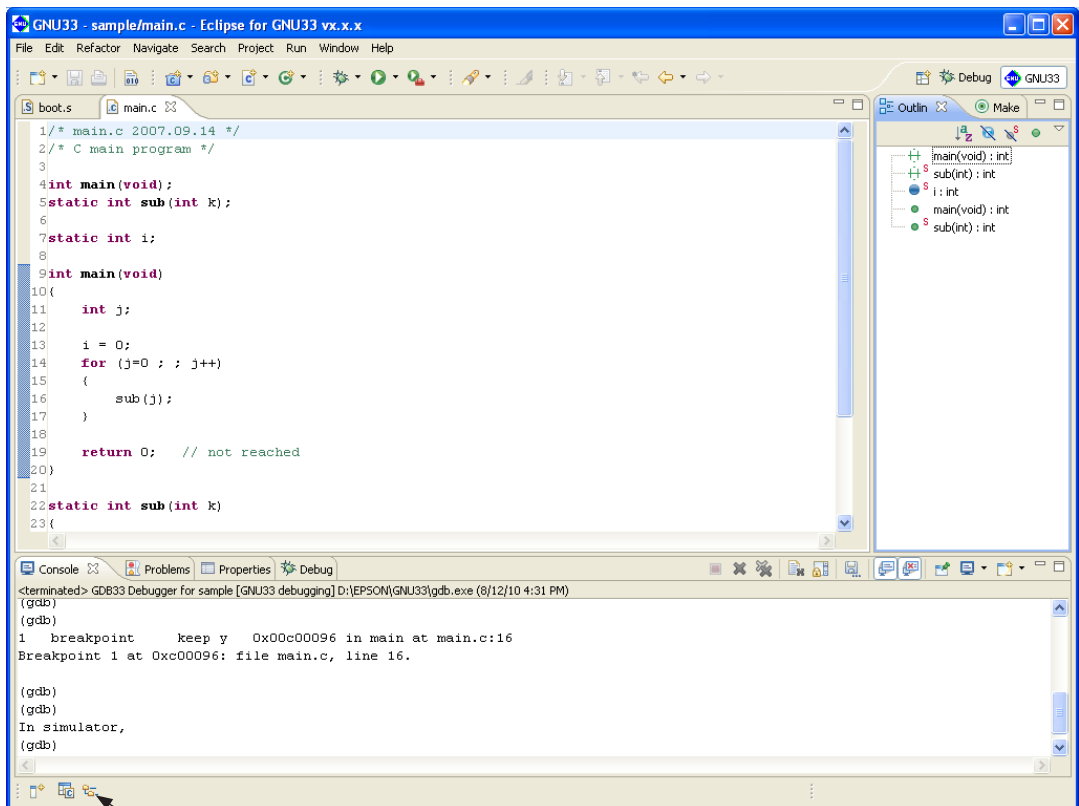 GNU33 - sample/main.c - Eclipse for GNU33 vx.x.x
File Edit Refactor Navigate Search Project Run Window Help
Debug GNU33
boot.s main.c
Outlin Make
1/* main.c 2007.09.14 */
2/* C main program */
3
4int main(void);
5static int sub(int k);
6
7static int i;
8
9int main(void)
10{
11    int j;
12
13    i = 0;
14    for (j=0 ; ; j++)
15    {
16        sub(j);
17    }
18
19    return 0;   // not reached
20}
21
22static int sub(int k)
23{
main(void) : int
sub(int) : int
i : int
main(void) : int
sub(int) : int
Console Problems Properties Debug
<terminated> GDB33 Debugger for sample [GNU33 debugging] D:\EPSON\GNU33\gdb.exe (8/12/10 4:31 PM)
(gdb)
(gdb)
1   breakpoint     keep y   0x00c00096 in main at main.c:16
Breakpoint 1 at 0xc00096: file main.c, line 16.
(gdb)
(gdb)
In simulator,
(gdb)